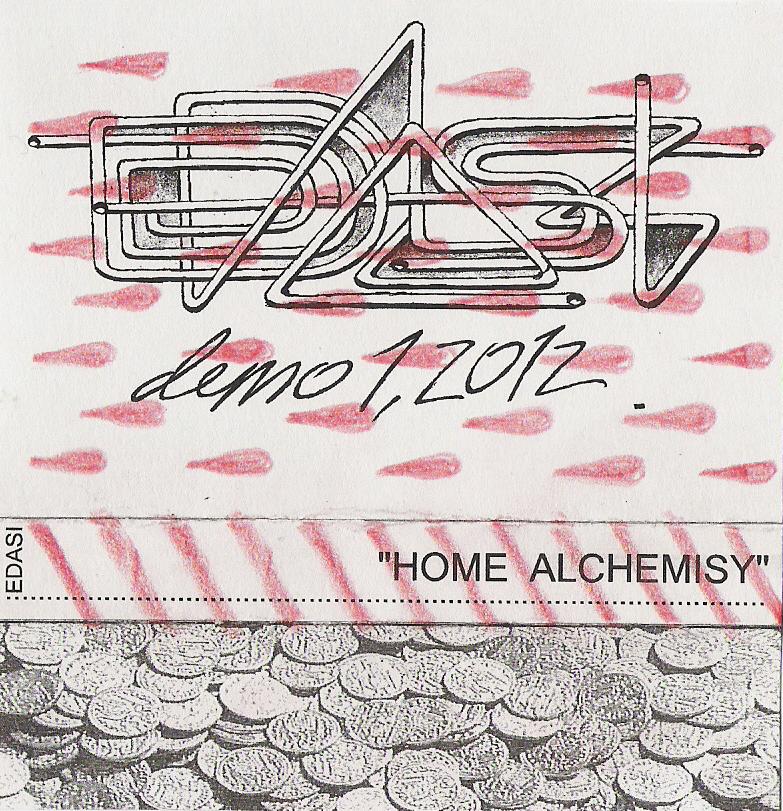 EDASI
demo 1, 2012.
EDASI
"HOME ALCHEMISY"